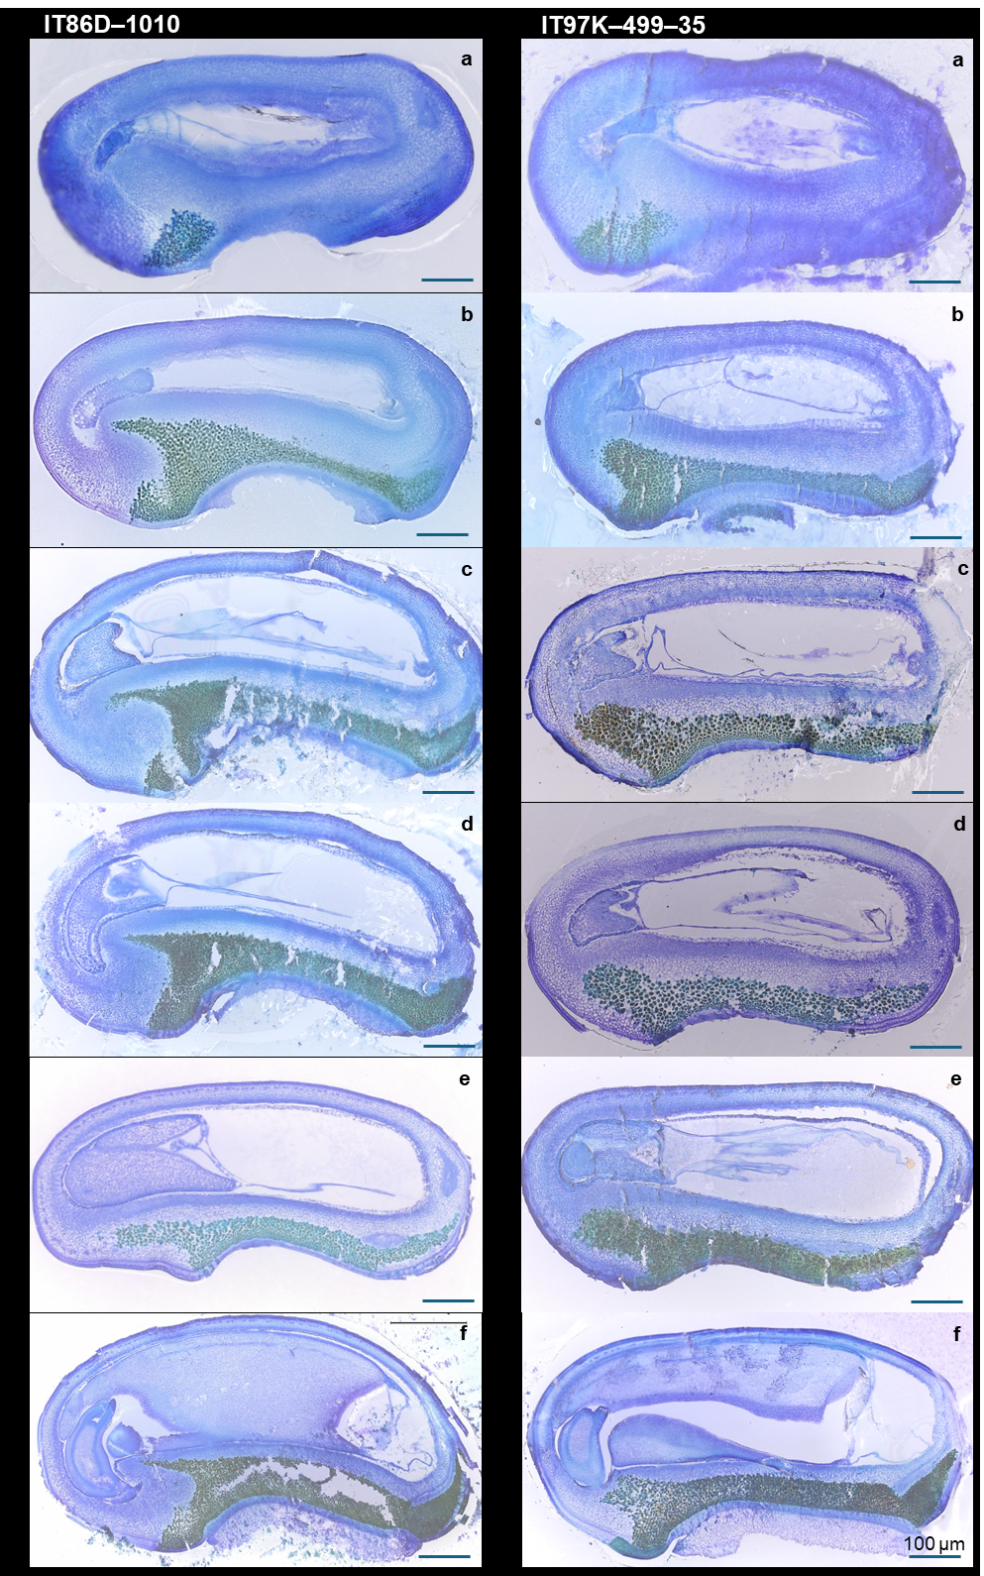 IT86D–1010 IT97K–499–35
a a
b b
c c
d d
e e
f f
100 µm